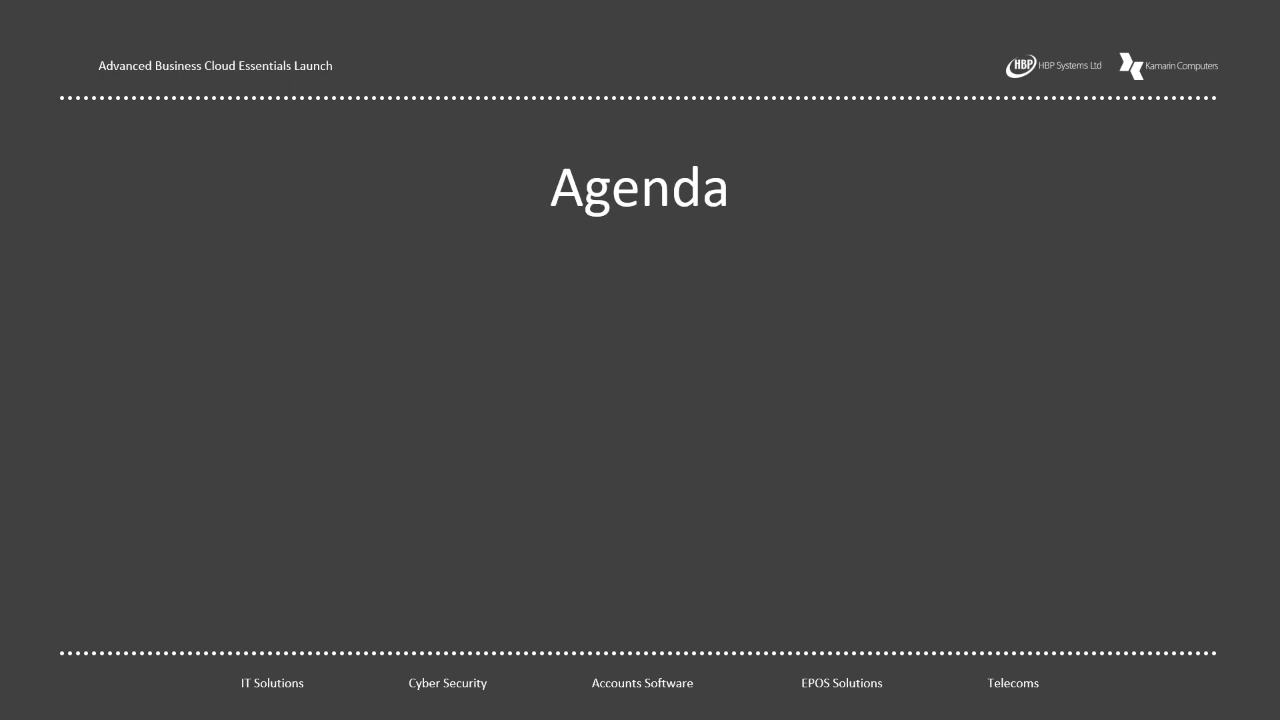 Advanced Business Cloud Essentials Launch
HBP HBP Systems Ltd
Kamarin Computers
Agenda
IT Solutions
Cyber Security
Accounts Software
EPOS Solutions
Telecoms